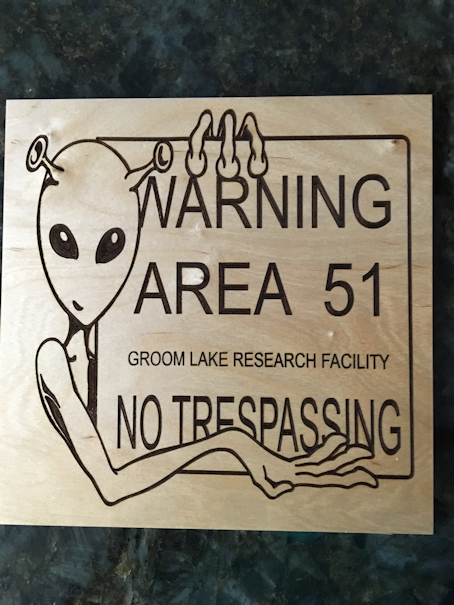 WARNING
AREA 51
GROOM LAKE RESEARCH FACILITY
NO TRESPASSING